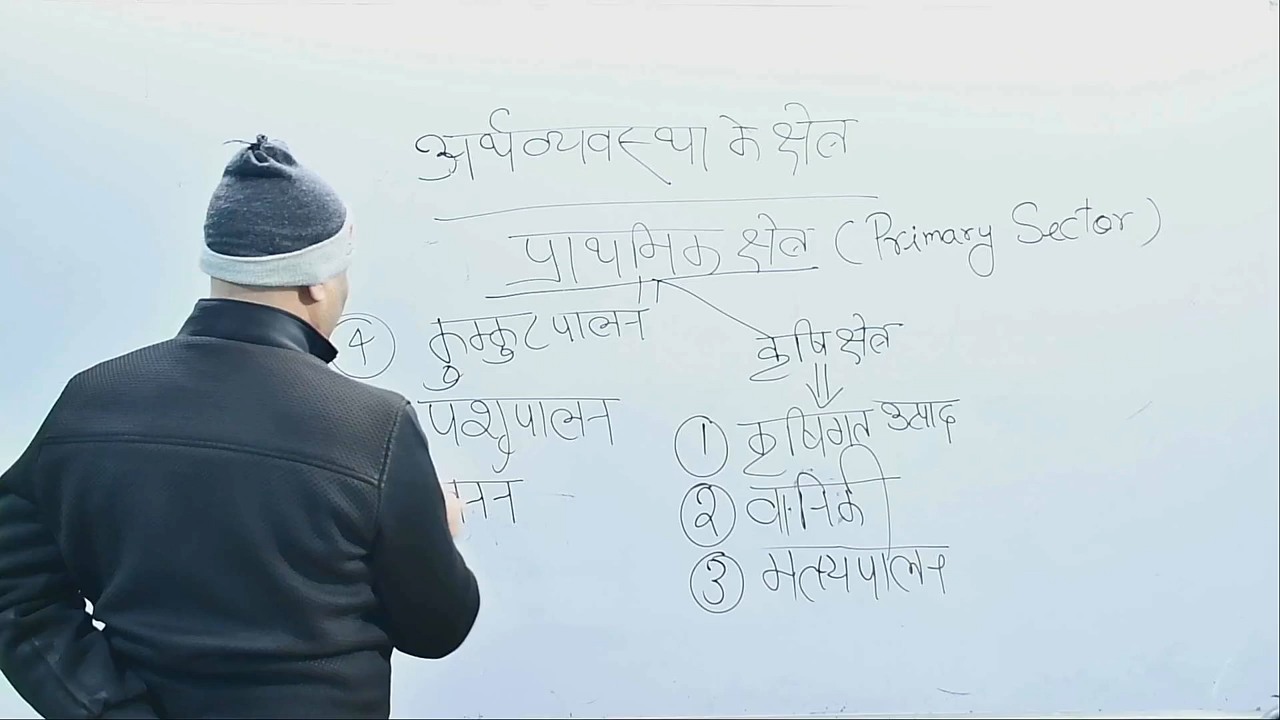 अर्थव्यवस्था के क्षेत्र
प्राथमिक क्षेत्र (Primary Sector)
कृषि क्षेत्र
① कृषिगत उत्पाद
② वानिकी
③ मत्स्यपालन
④ कुक्कुटपालन
पशुपालन